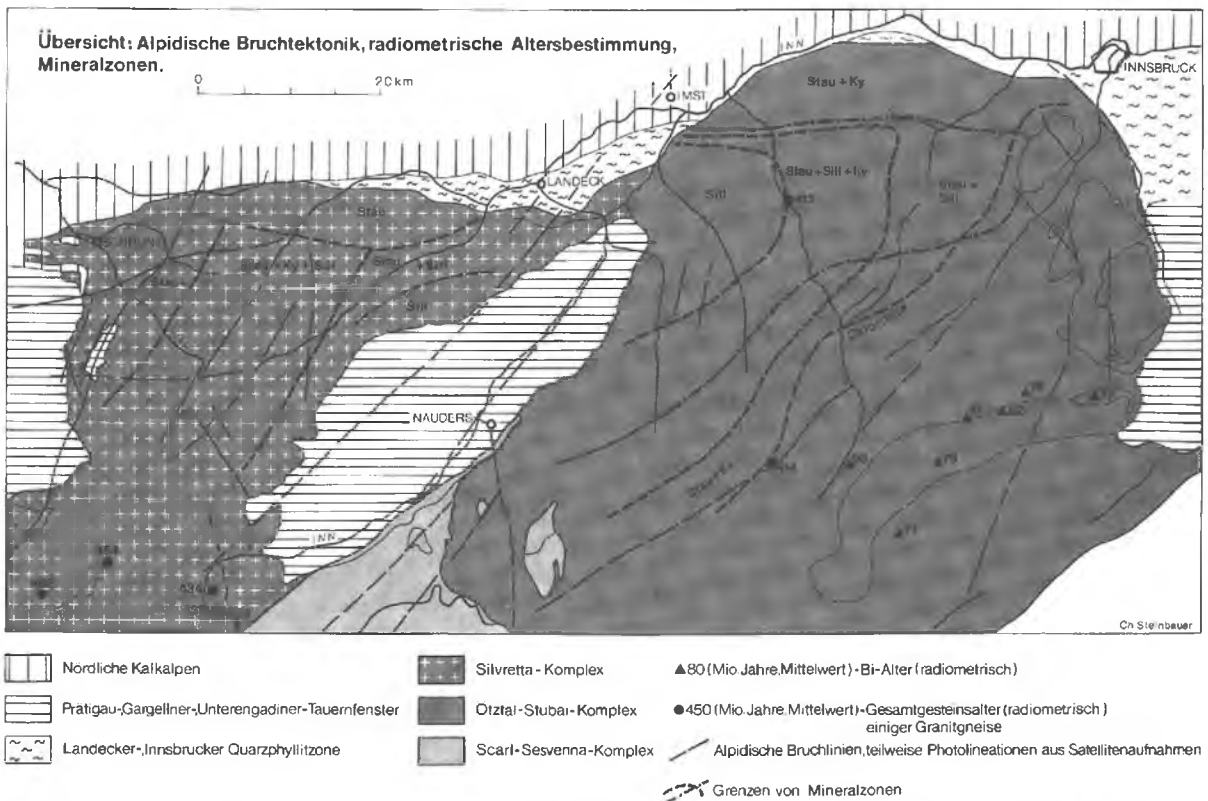 Übersicht: Alpidische Bruchtektonik, radiometrische Altersbestimmung,
Mineralzonen.
0 20km
INN
INNSBRUCK
IMST
Stau + Ky
LANDECK
Stau + Sill + Ky
Sill
Stau +
Sill
Stau
Sill
NAUDERS
INN
Ch. Steinbauer
Nördliche Kalkalpen
Prätigau-,Gargellner-,Unterengadiner-Tauernfenster
Landecker-,Innsbrucker Quarzphyllitzone
Silvretta-Komplex
Ötztal-Stubai-Komplex
Scarl-Sesvenna-Komplex
▲80 (Mio. Jahre, Mittelwert)-Bi-Alter (radiometrisch)
●450 (Mio. Jahre, Mittelwert)-Gesamtgesteinsalter (radiometrisch)
einiger Granitgneise
Alpidische Bruchlinien, teilweise Photolineationen aus Satellitenaufnahmen
Grenzen von Mineralzonen